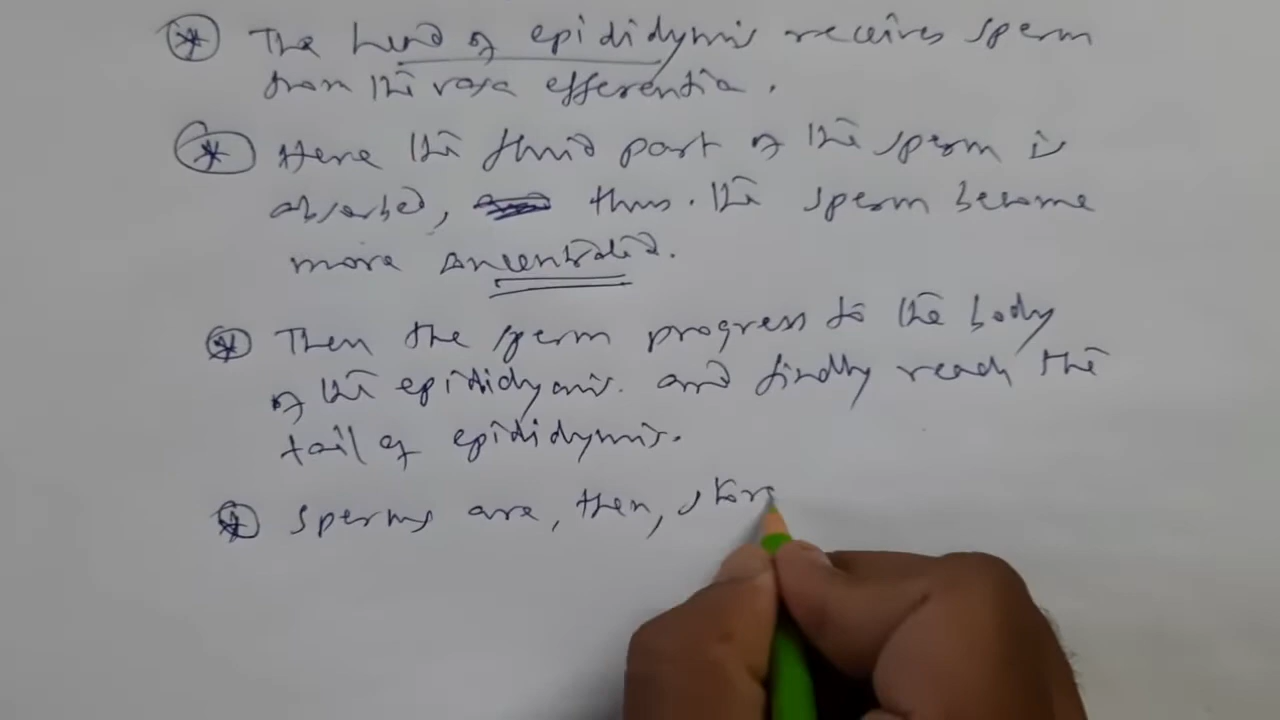 The head of epididymis receives sperm
from the vasa efferentia.
Here the fluid part of the sperm is
absorbed, thus. the sperm become
more concentrated.
Then the sperm progress to the body
of the epididymis. and finally reach the
tail of epididymis.
Sperms are, then, stor